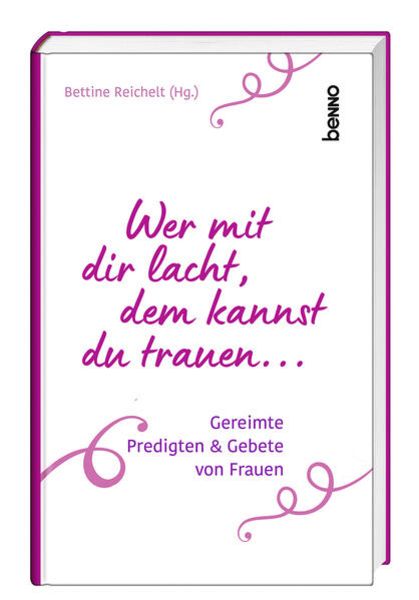 Bettine Reichelt (Hg.)
benno
Wer mit
dir lacht,
dem kannst
du trauen...
Gereimte
Predigten & Gebete
von Frauen